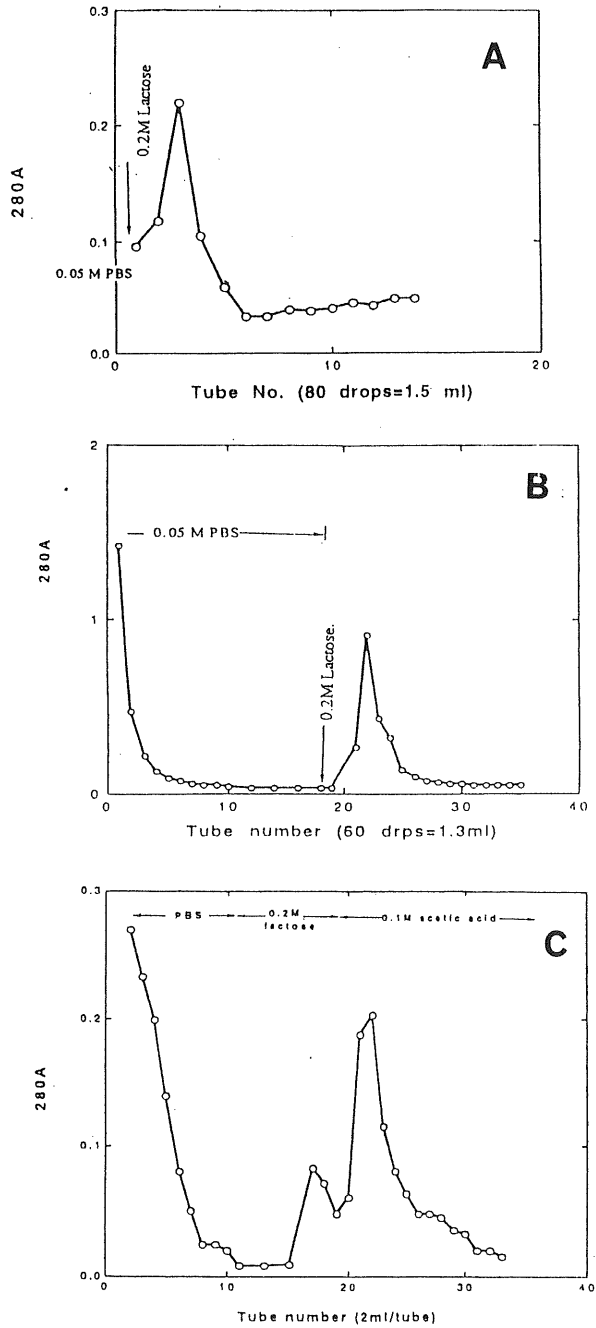 A
0.3
0.2
0.1
0.0
280A
0.2M Lactose
0.05 M PBS
0
10
20
Tube No. (80 drops=1.5 ml)
B
2
1
0
280A
0.05 M PBS
0.2M Lactose.
0
10
20
30
40
Tube number (60 drps=1.3ml)
C
0.3
0.2
0.1
0.0
280A
PBS
0.2M
lactose
0.1M acetic acid
0
10
20
30
40
Tube number (2ml/tube)